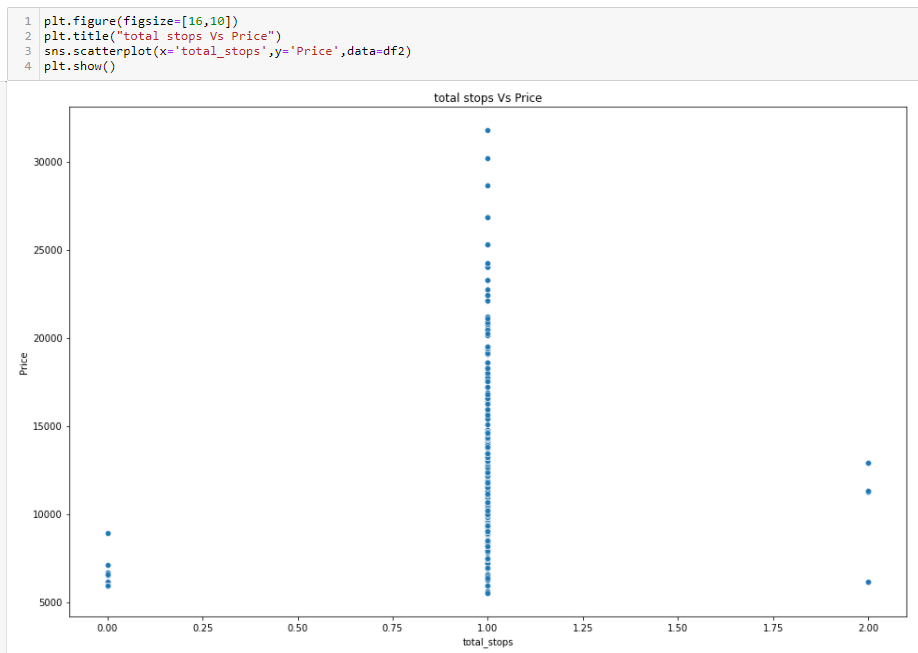 1 plt.figure(figsize=[16,10])
2 plt.title("total stops Vs Price")
3 sns.scatterplot(x='total_stops',y='Price',data=df2)
4 plt.show()
total stops Vs Price
30000
25000
20000
15000
10000
5000
Price
0.00 0.25 0.50 0.75 1.00 1.25 1.50 1.75 2.00
total_stops